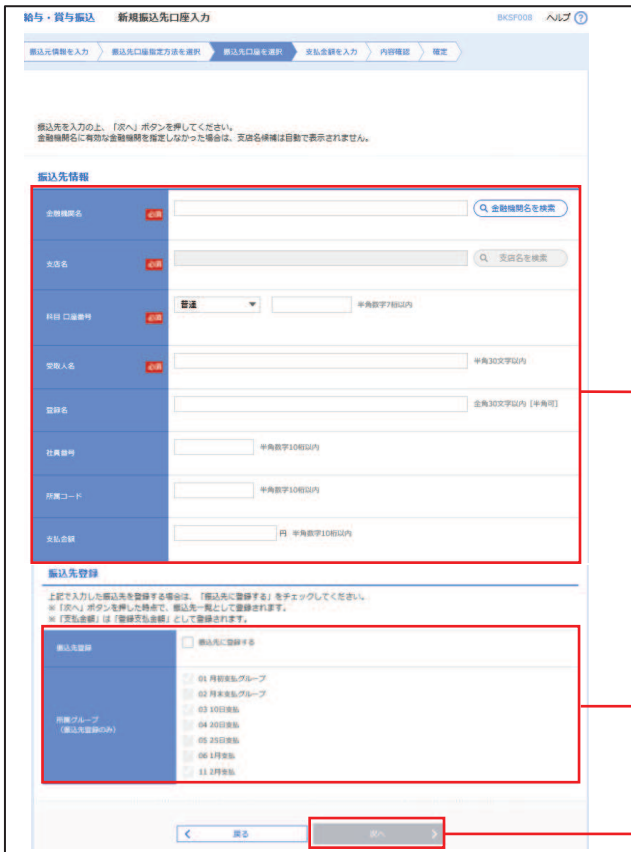 給与・賞与振込　新規振込先口座入力　BKSF008　ヘルプ ?
振込元情報を入力　振込先口座指定方法を選択　振込先口座を選択　支払金額を入力　内容確認　確定
振込先を入力の上、「次へ」ボタンを押してください。
金融機関名に有効な金融機関を指定しなかった場合は、支店名候補は自動で表示されません。
振込先情報
金融機関名　必須　金融機関名を検索
支店名　必須　支店名を検索
科目 口座番号　必須　普通　半角数字7桁以内
受取人名　必須　半角30文字以内
登録名　全角30文字以内 [半角可]
社員番号　半角数字10桁以内
所属コード　半角数字10桁以内
支払金額　円　半角数字10桁以内
振込先登録
上記で入力した振込先を登録する場合は、「振込先に登録する」をチェックしてください。
※「次へ」ボタンを押した時点で、振込先一覧として登録されます。
※「支払金額」は「登録支払金額」として登録されます。
振込先登録　振込先に登録する
01 月初支払グループ
02 月末支払グループ
03 10日支払
所属グループ　04 20日支払
（振込先登録のみ）
05 25日支払
06 1月支払
11 2月支払
戻る　次へ